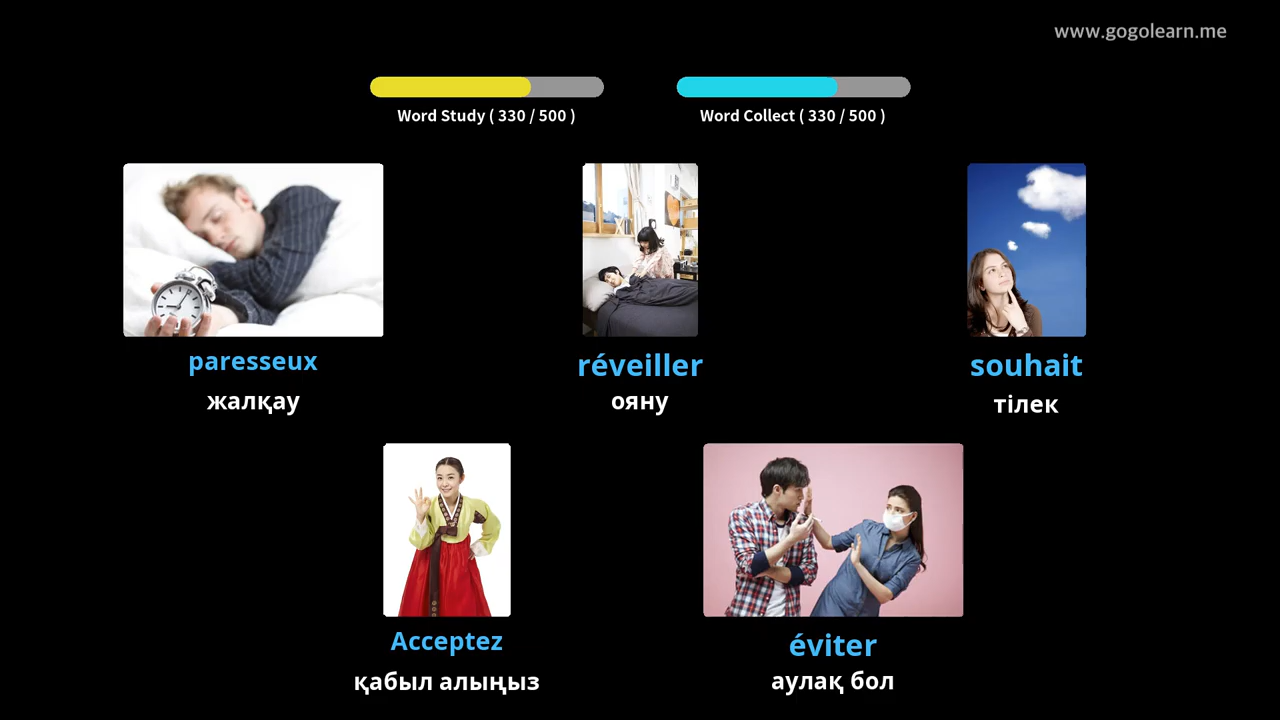 www.gogolearn.me
Word Study ( 330 / 500 )
Word Collect ( 330 / 500 )
paresseux
жалқау
réveiller
ояну
souhait
тілек
Acceptez
қабыл алыңыз
éviter
аулақ бол